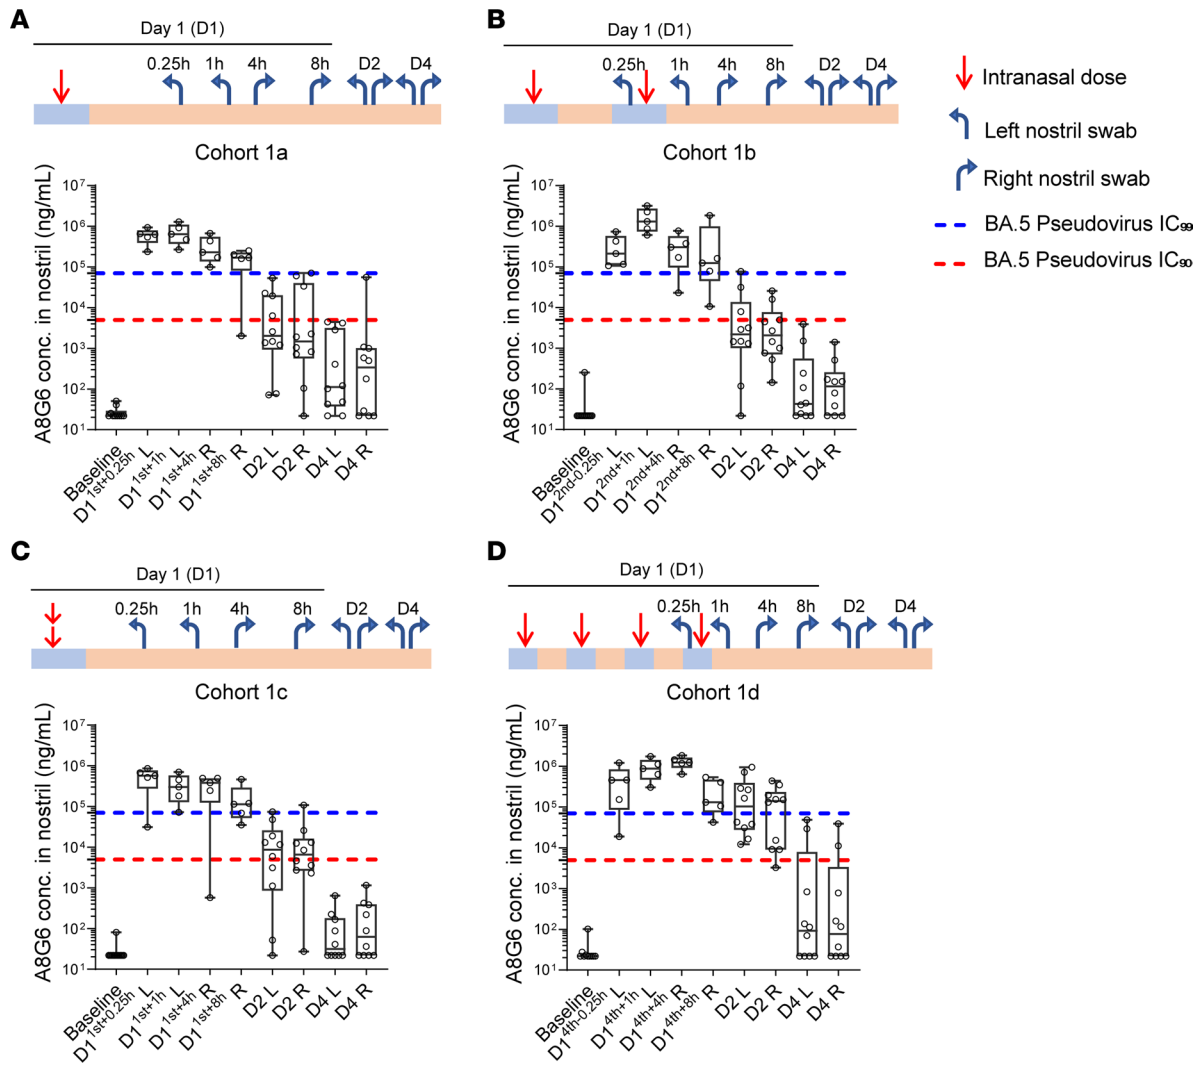 A
Day 1 (D1)
0.25h 1h 4h 8h D2 D4
Cohort 1a
A8G6 conc. in nostril (ng/mL)
10⁷
10⁶
10⁵
10⁴
10³
10²
10¹
Baseline
D1 1st+0.25h L
D1 1st+1h L
D1 1st+4h R
D1 1st+8h R
D2 L
D2 R
D4 L
D4 R
B
Day 1 (D1)
0.25h 1h 4h 8h D2 D4
Cohort 1b
A8G6 conc. in nostril (ng/mL)
10⁷
10⁶
10⁵
10⁴
10³
10²
10¹
Baseline
D1 2nd−0.25h L
D1 2nd+1h L
D1 2nd+4h R
D1 2nd+8h R
D2 L
D2 R
D4 L
D4 R
Intranasal dose
Left nostril swab
Right nostril swab
BA.5 Pseudovirus IC₉₉
BA.5 Pseudovirus IC₉₀
C
Day 1 (D1)
0.25h 1h 4h 8h D2 D4
Cohort 1c
A8G6 conc. in nostril (ng/mL)
10⁷
10⁶
10⁵
10⁴
10³
10²
10¹
Baseline
D1 1st+0.25h L
D1 1st+1h L
D1 1st+4h R
D1 1st+8h R
D2 L
D2 R
D4 L
D4 R
D
Day 1 (D1)
0.25h 1h 4h 8h D2 D4
Cohort 1d
A8G6 conc. in nostril (ng/mL)
10⁷
10⁶
10⁵
10⁴
10³
10²
10¹
Baseline
D1 4th−0.25h L
D1 4th+1h L
D1 4th+4h R
D1 4th+8h R
D2 L
D2 R
D4 L
D4 R